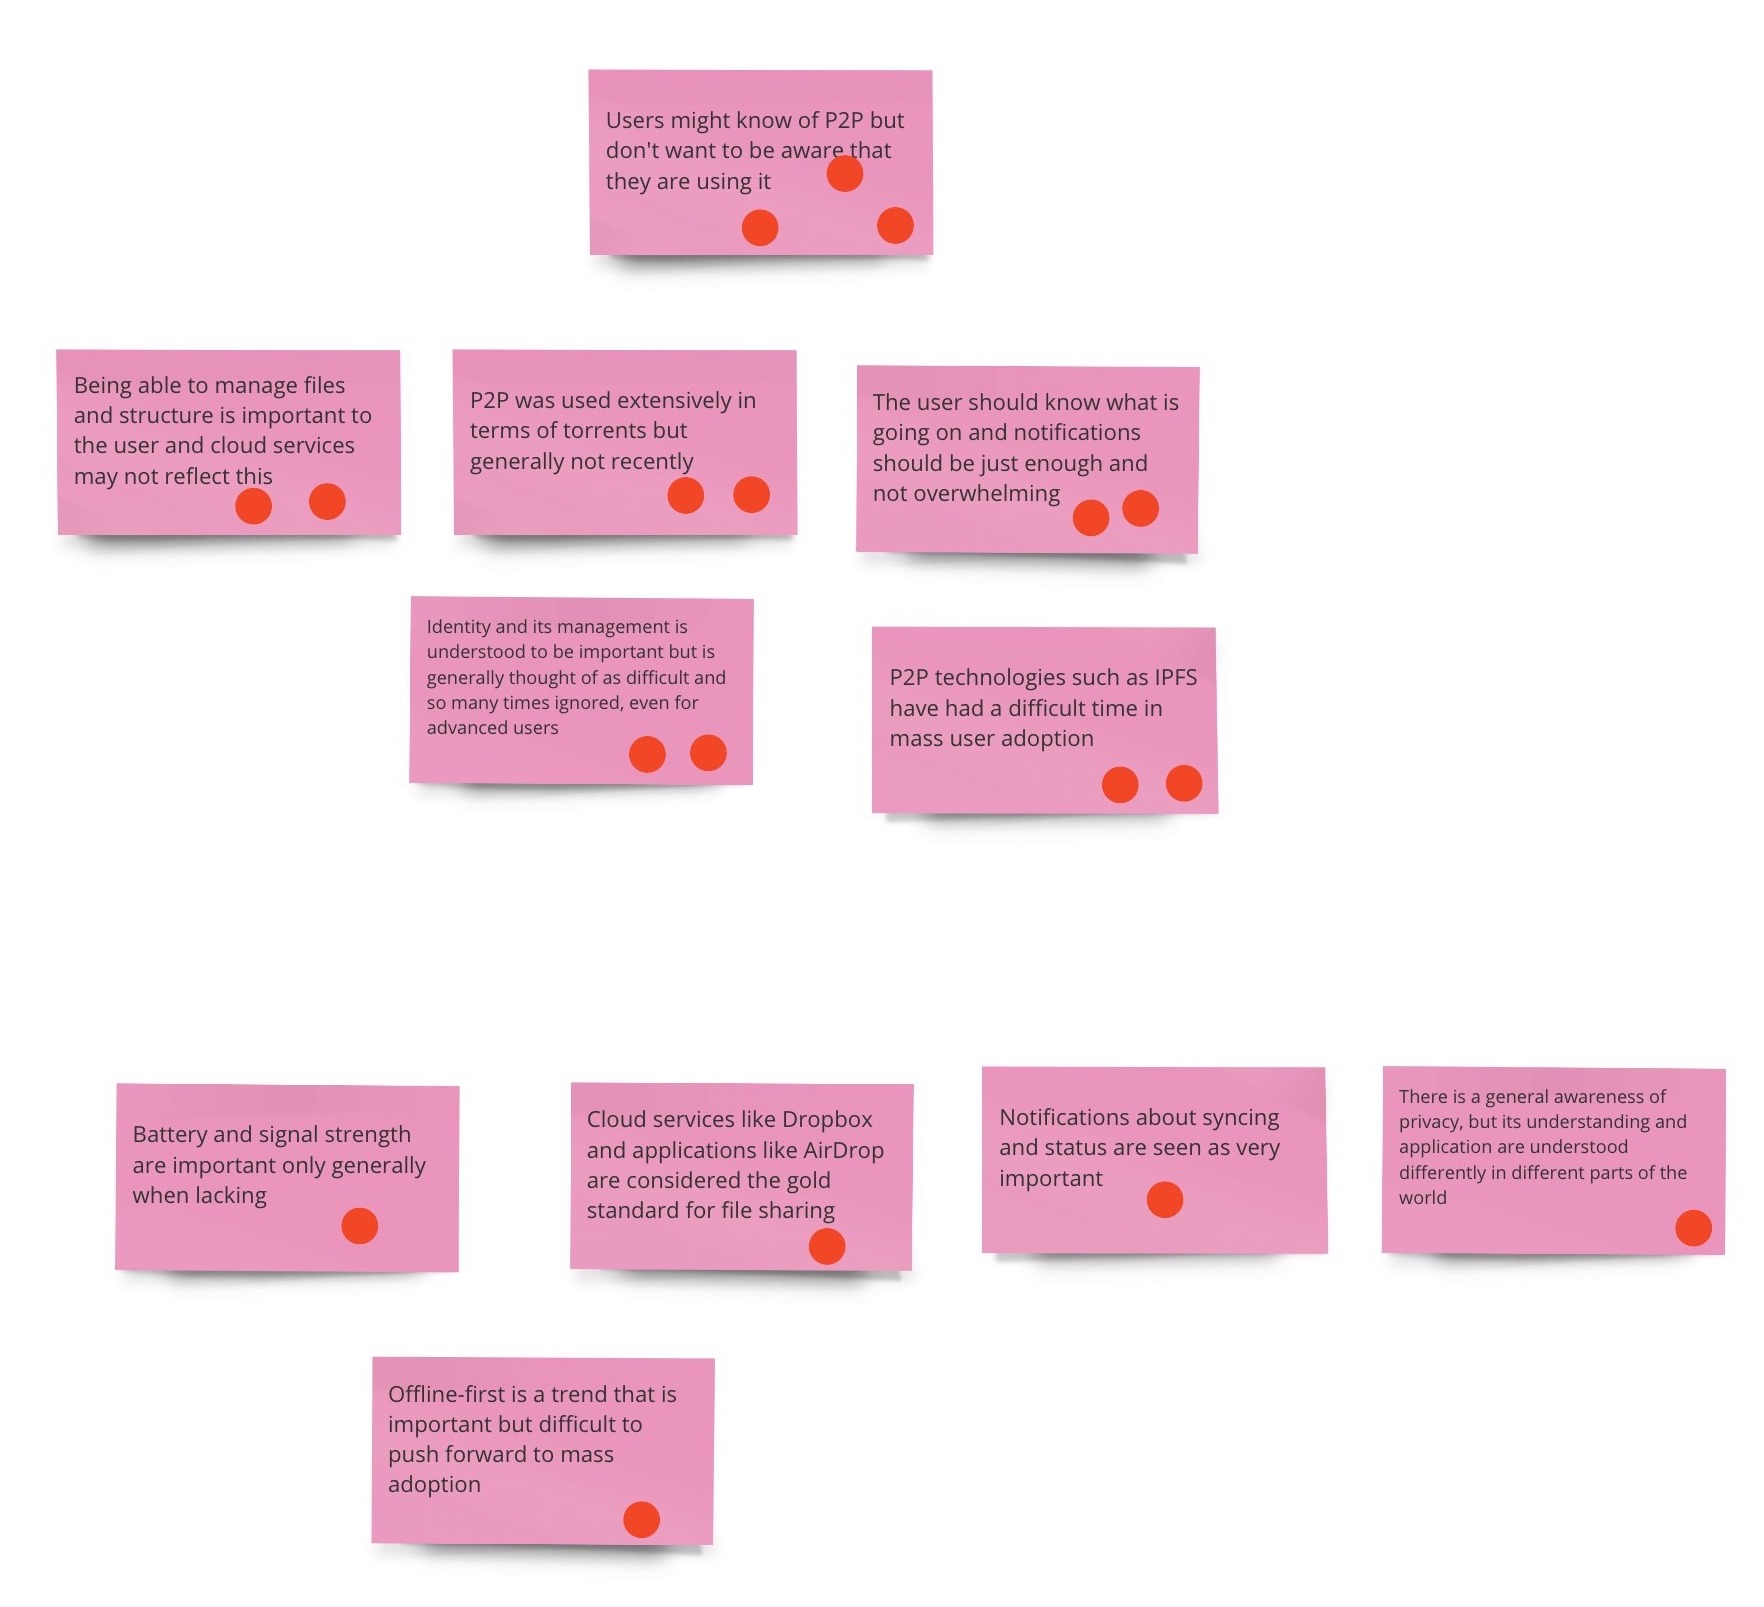 Users might know of P2P but
don't want to be aware that
they are using it
Being able to manage files
and structure is important to
the user and cloud services
may not reflect this
P2P was used extensively in
terms of torrents but
generally not recently
The user should know what is
going on and notifications
should be just enough and
not overwhelming
Identity and its management is
understood to be important but is
generally thought of as difficult and
so many times ignored, even for
advanced users
P2P technologies such as IPFS
have had a difficult time in
mass user adoption
Battery and signal strength
are important only generally
when lacking
Cloud services like Dropbox
and applications like AirDrop
are considered the gold
standard for file sharing
Notifications about syncing
and status are seen as very
important
There is a general awareness of
privacy, but its understanding and
application are understood
differently in different parts of the
world
Offline-first is a trend that is
important but difficult to
push forward to mass
adoption